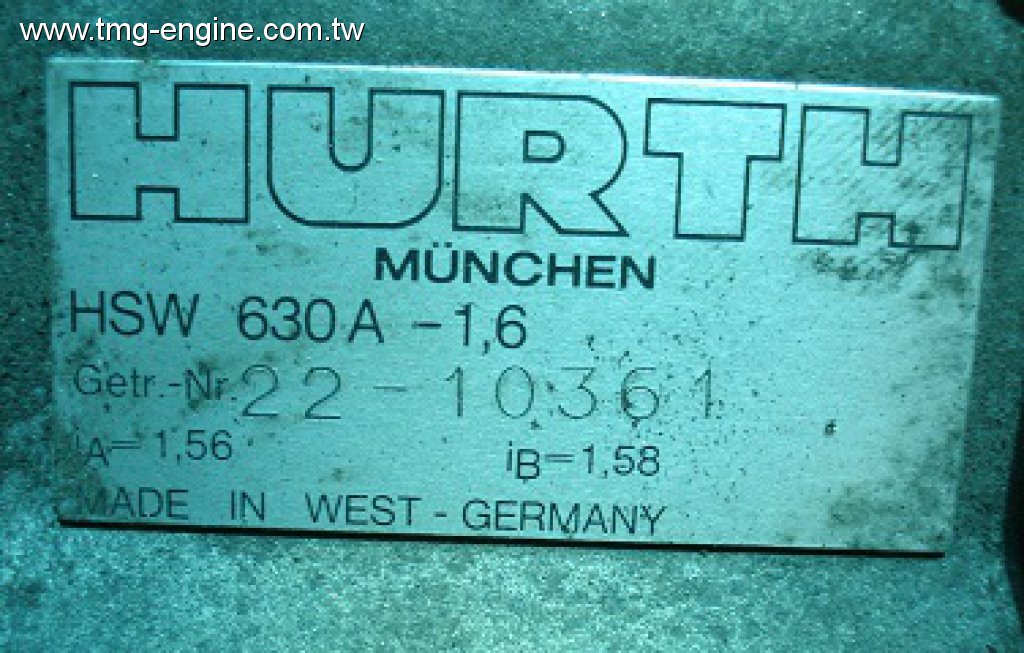 www.tmg-engine.com.tw
HURTH
MÜNCHEN
HSW 630A -1,6
Getr.-Nr. 22-10361
iA=1,56 iB=1,58
MADE IN WEST-GERMANY